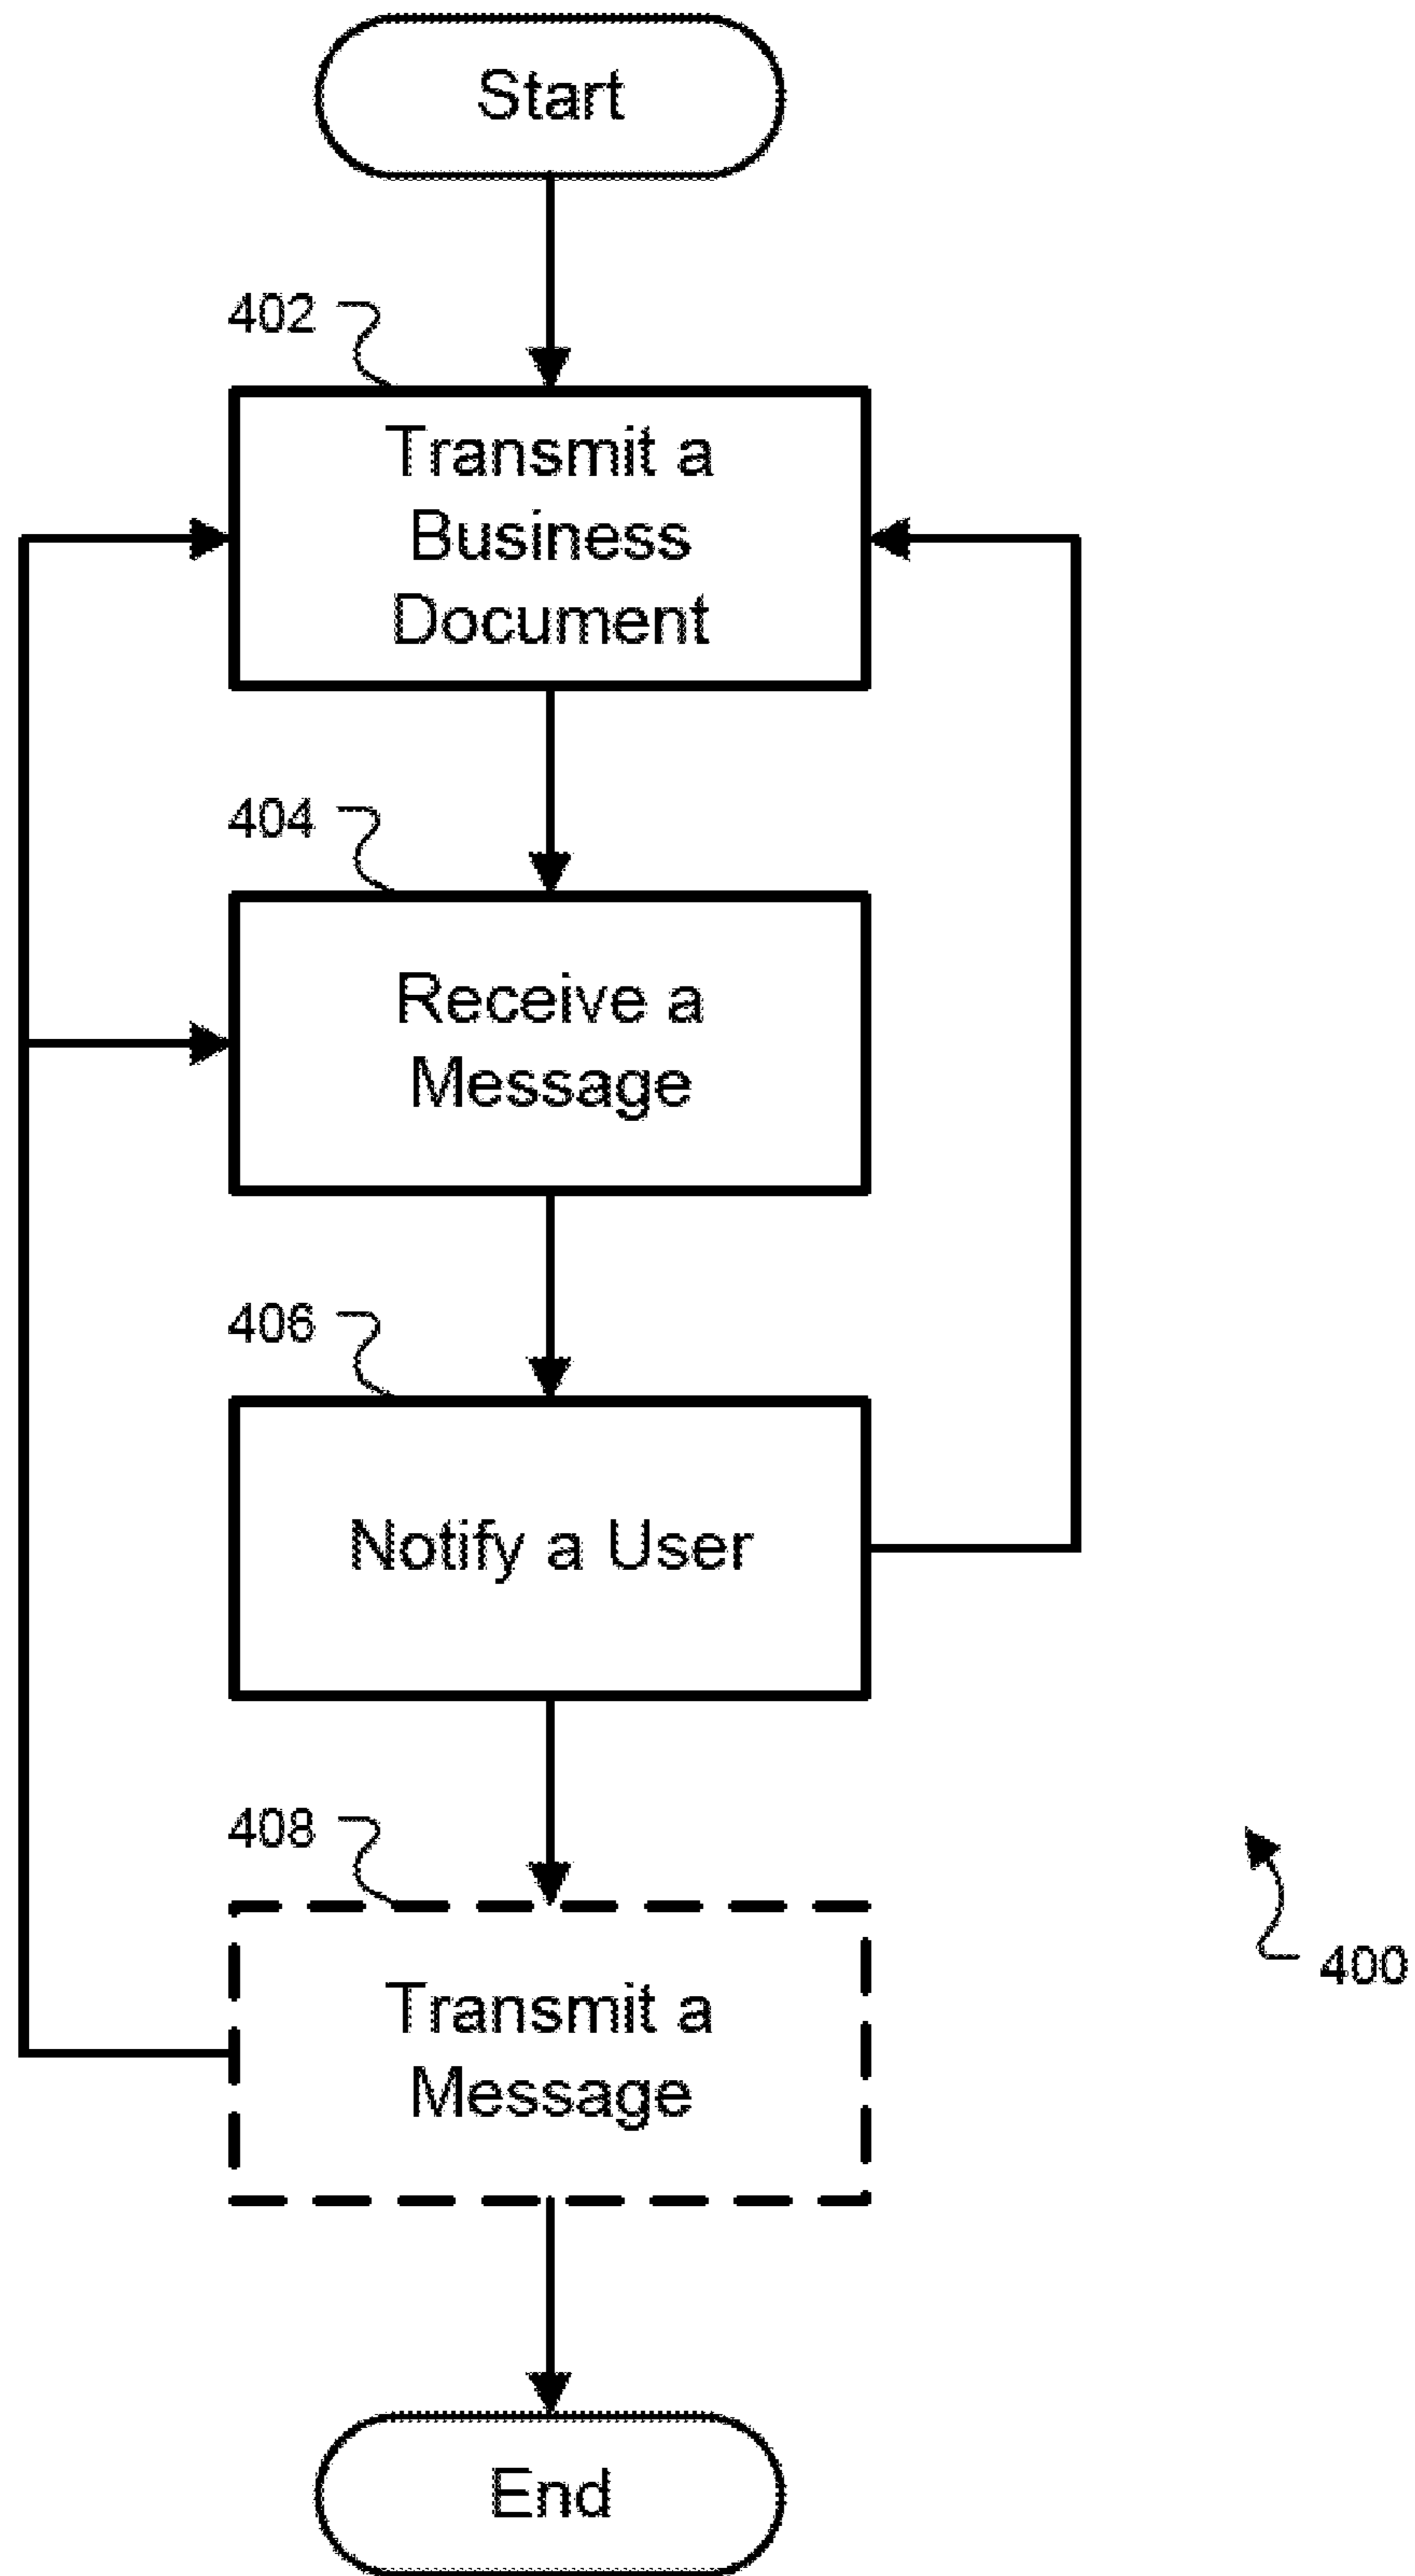 Start
402
Transmit a
Business
Document
404
Receive a
Message
406
Notify a User
408
Transmit a
Message
400
End